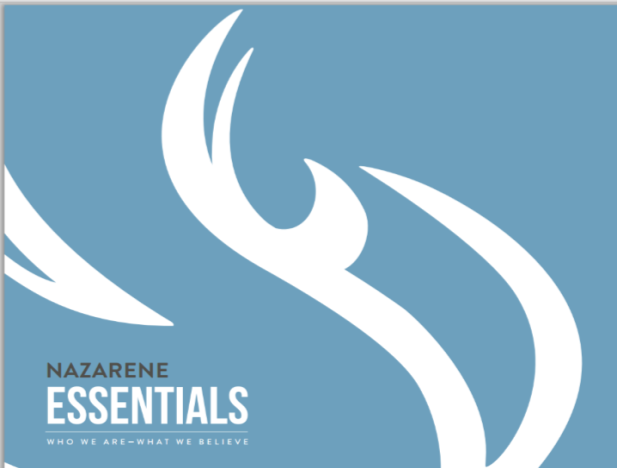 NAZARENE
ESSENTIALS
WHO WE ARE—WHAT WE BELIEVE